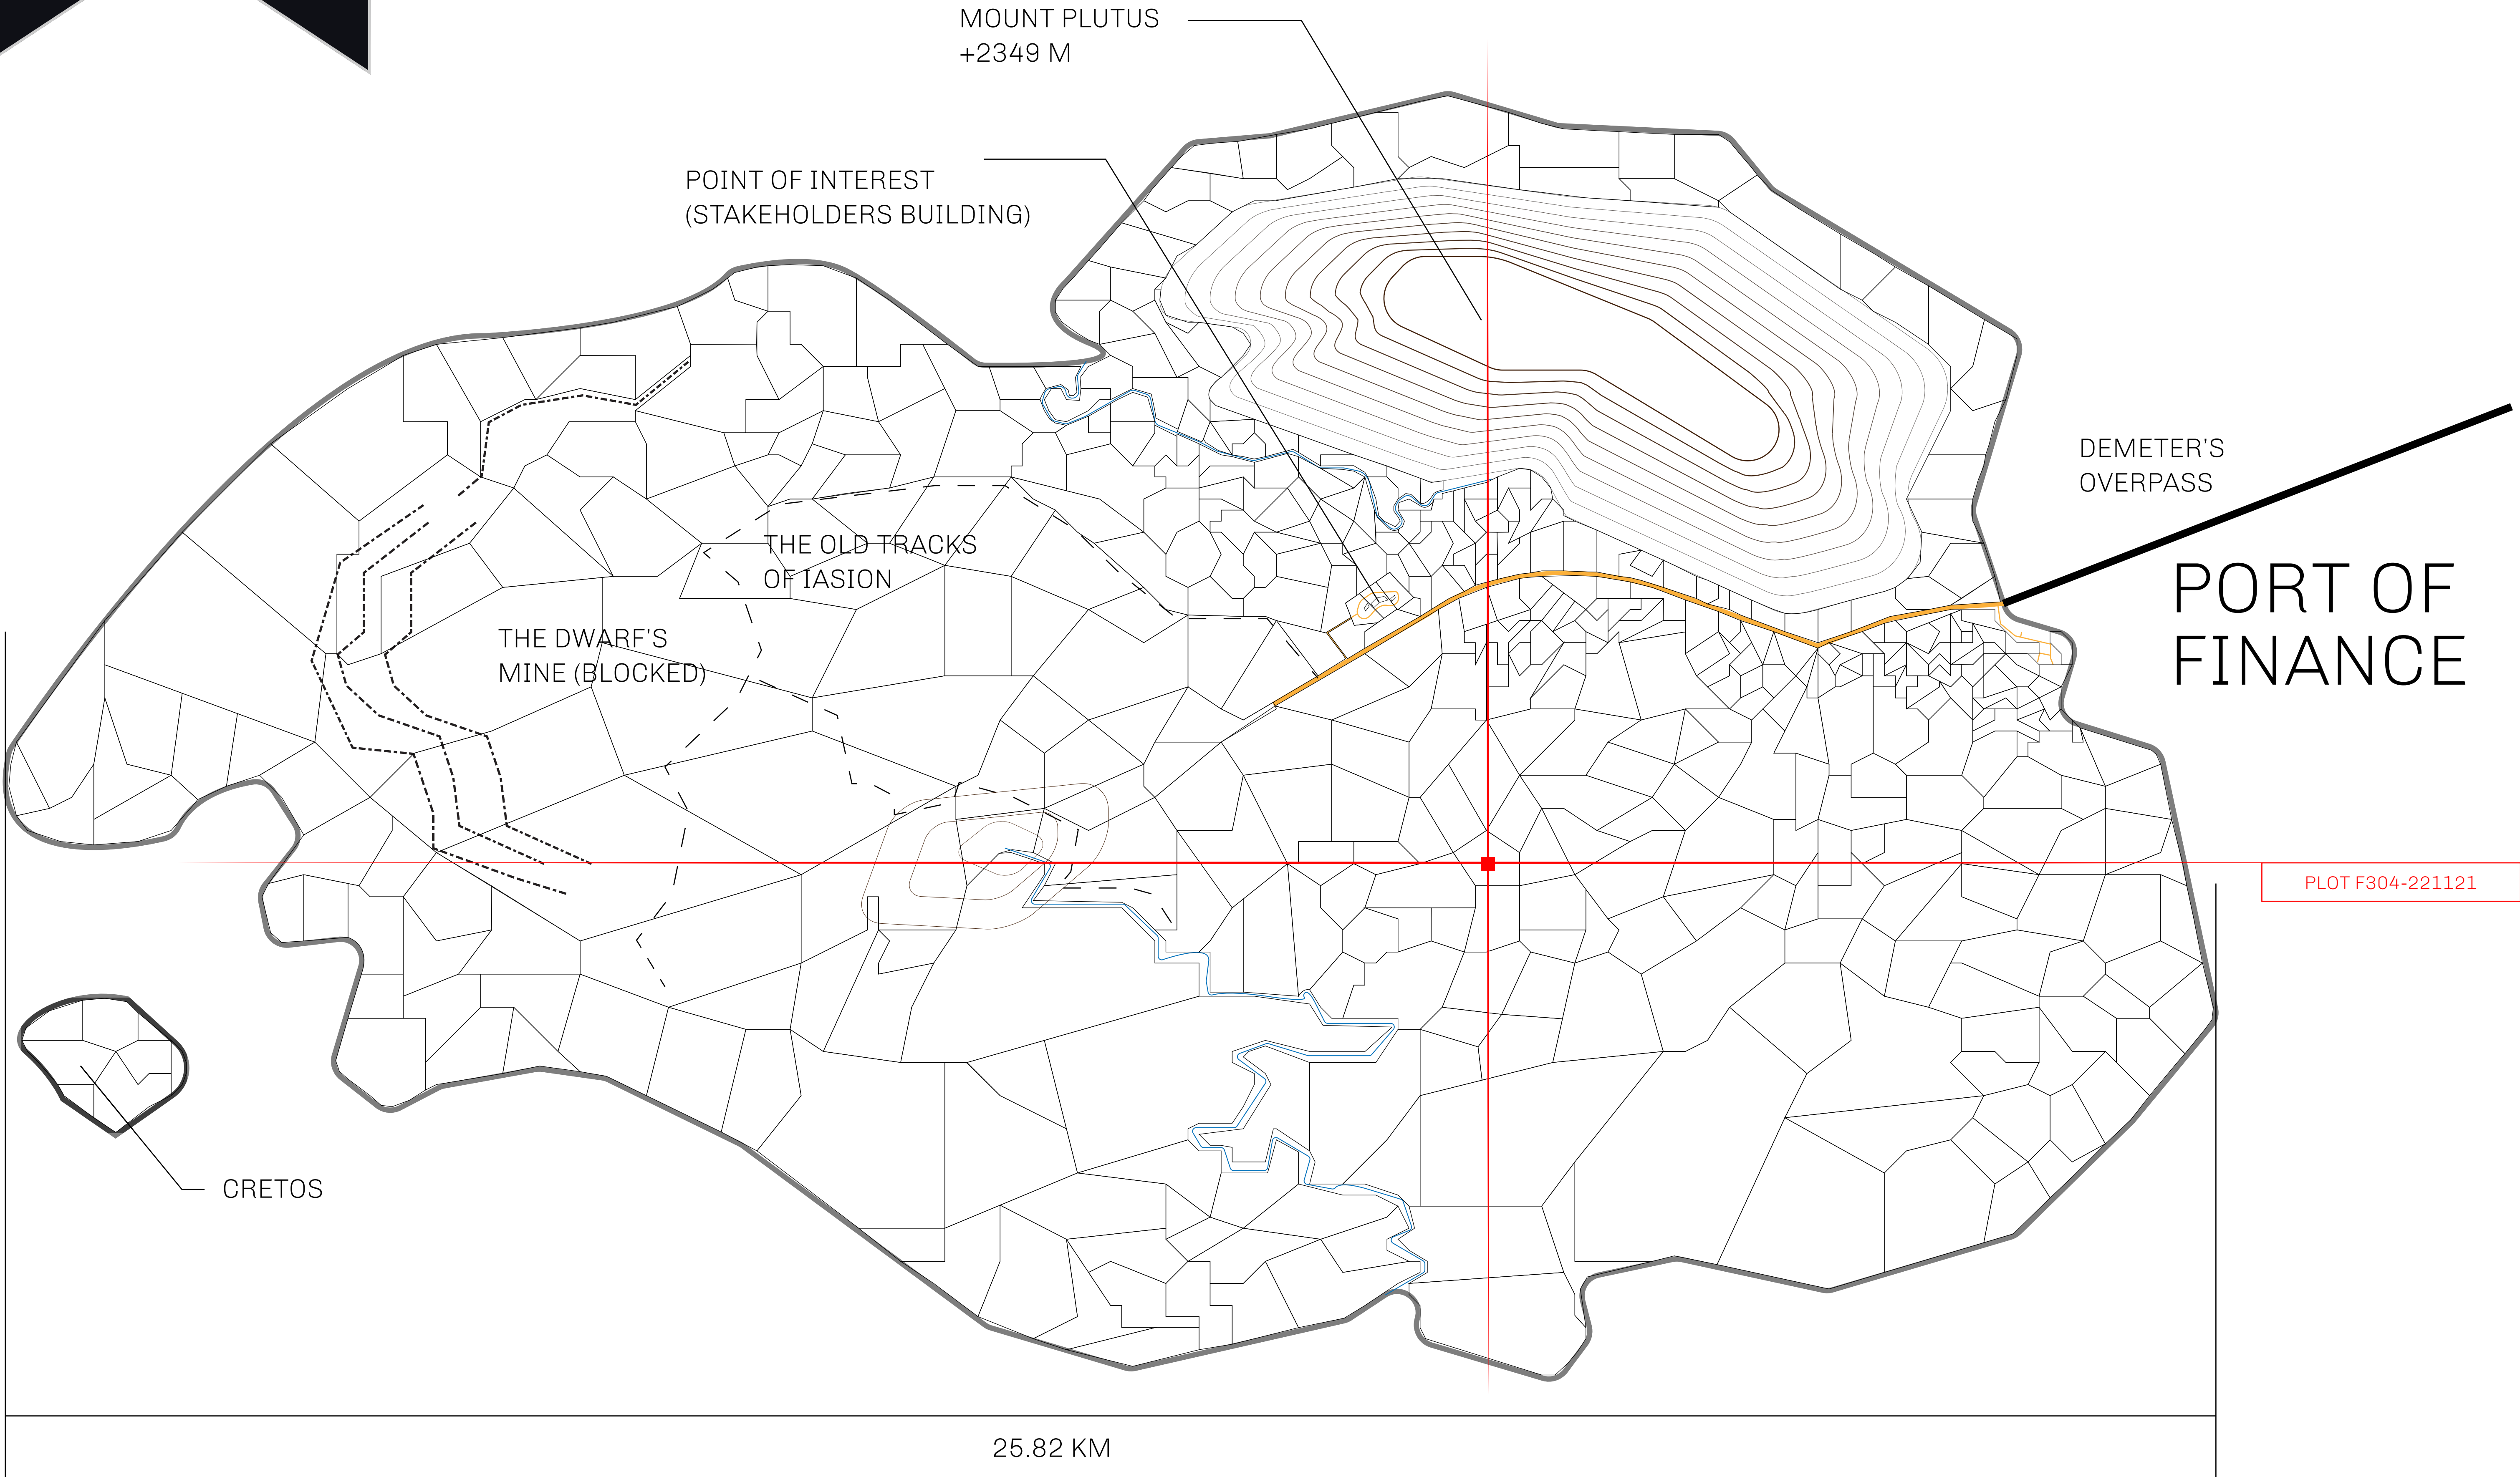 MOUNT PLUTUS
+2349 M
POINT OF INTEREST
(STAKEHOLDERS BUILDING)
DEMETER'S
OVERPASS
THE OLD TRACKS
OF IASION
PORT OF
FINANCE
THE DWARF'S
MINE (BLOCKED)
PLOT F304-221121
CRETOS
25.82 KM